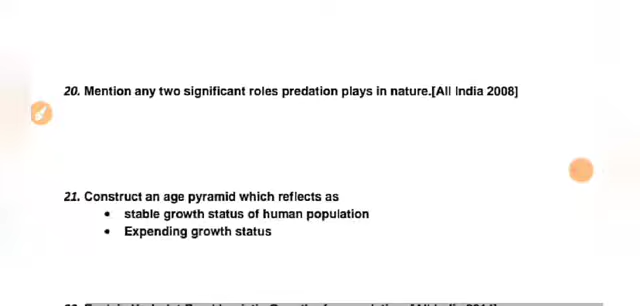 20. Mention any two significant roles predation plays in nature.[All India 2008]
21. Construct an age pyramid which reflects as
• stable growth status of human population
• Expending growth status